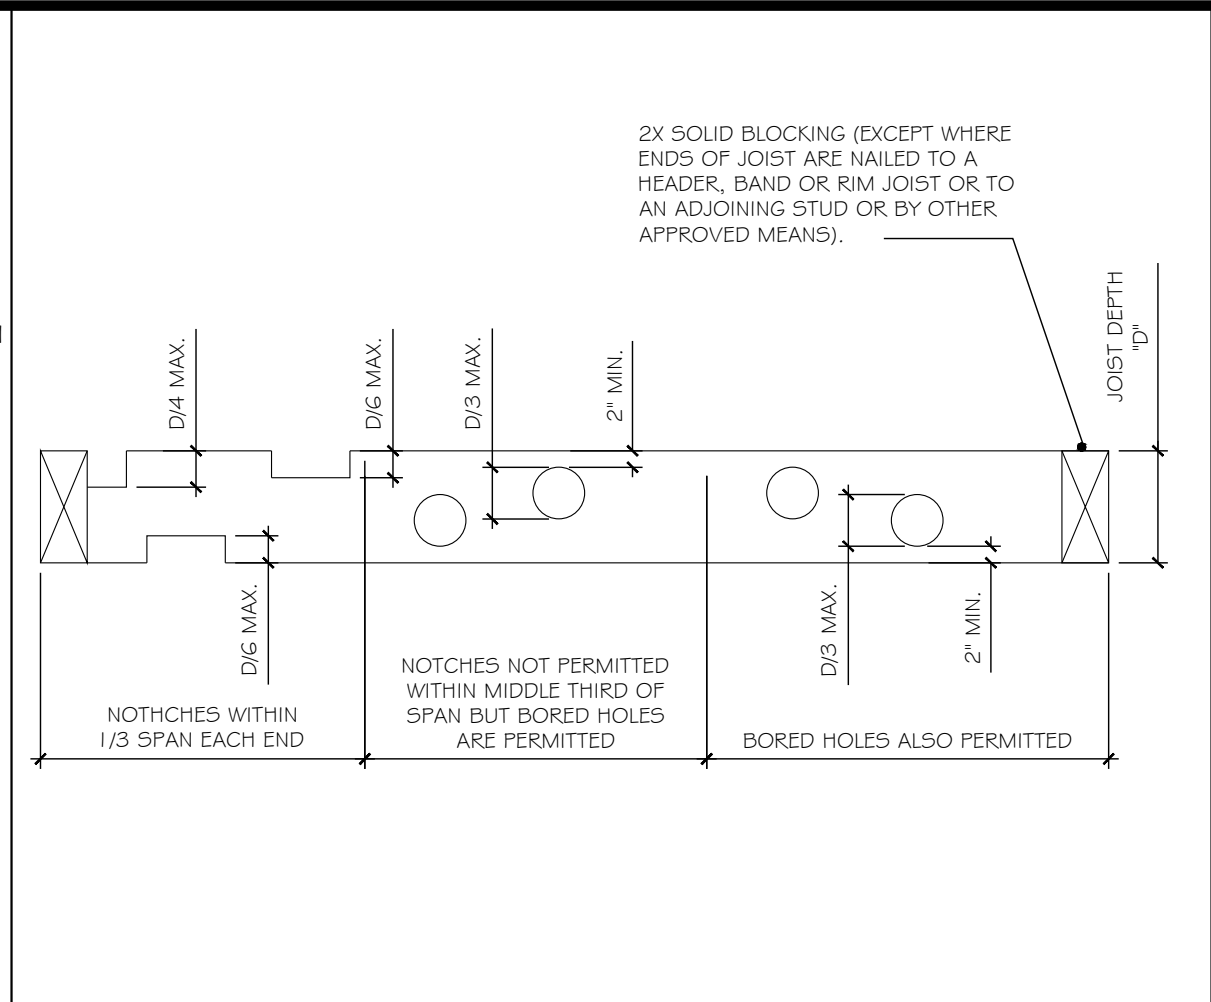 2X SOLID BLOCKING (EXCEPT WHERE
ENDS OF JOIST ARE NAILED TO A
HEADER, BAND OR RIM JOIST OR TO
AN ADJOINING STUD OR BY OTHER
APPROVED MEANS).
JOIST DEPTH
"D"
D/4 MAX.
D/6 MAX.
D/3 MAX.
2" MIN.
D/6 MAX.
D/3 MAX.
2" MIN.
NOTHCHES WITHIN
1/3 SPAN EACH END
NOTCHES NOT PERMITTED
WITHIN MIDDLE THIRD OF
SPAN BUT BORED HOLES
ARE PERMITTED
BORED HOLES ALSO PERMITTED